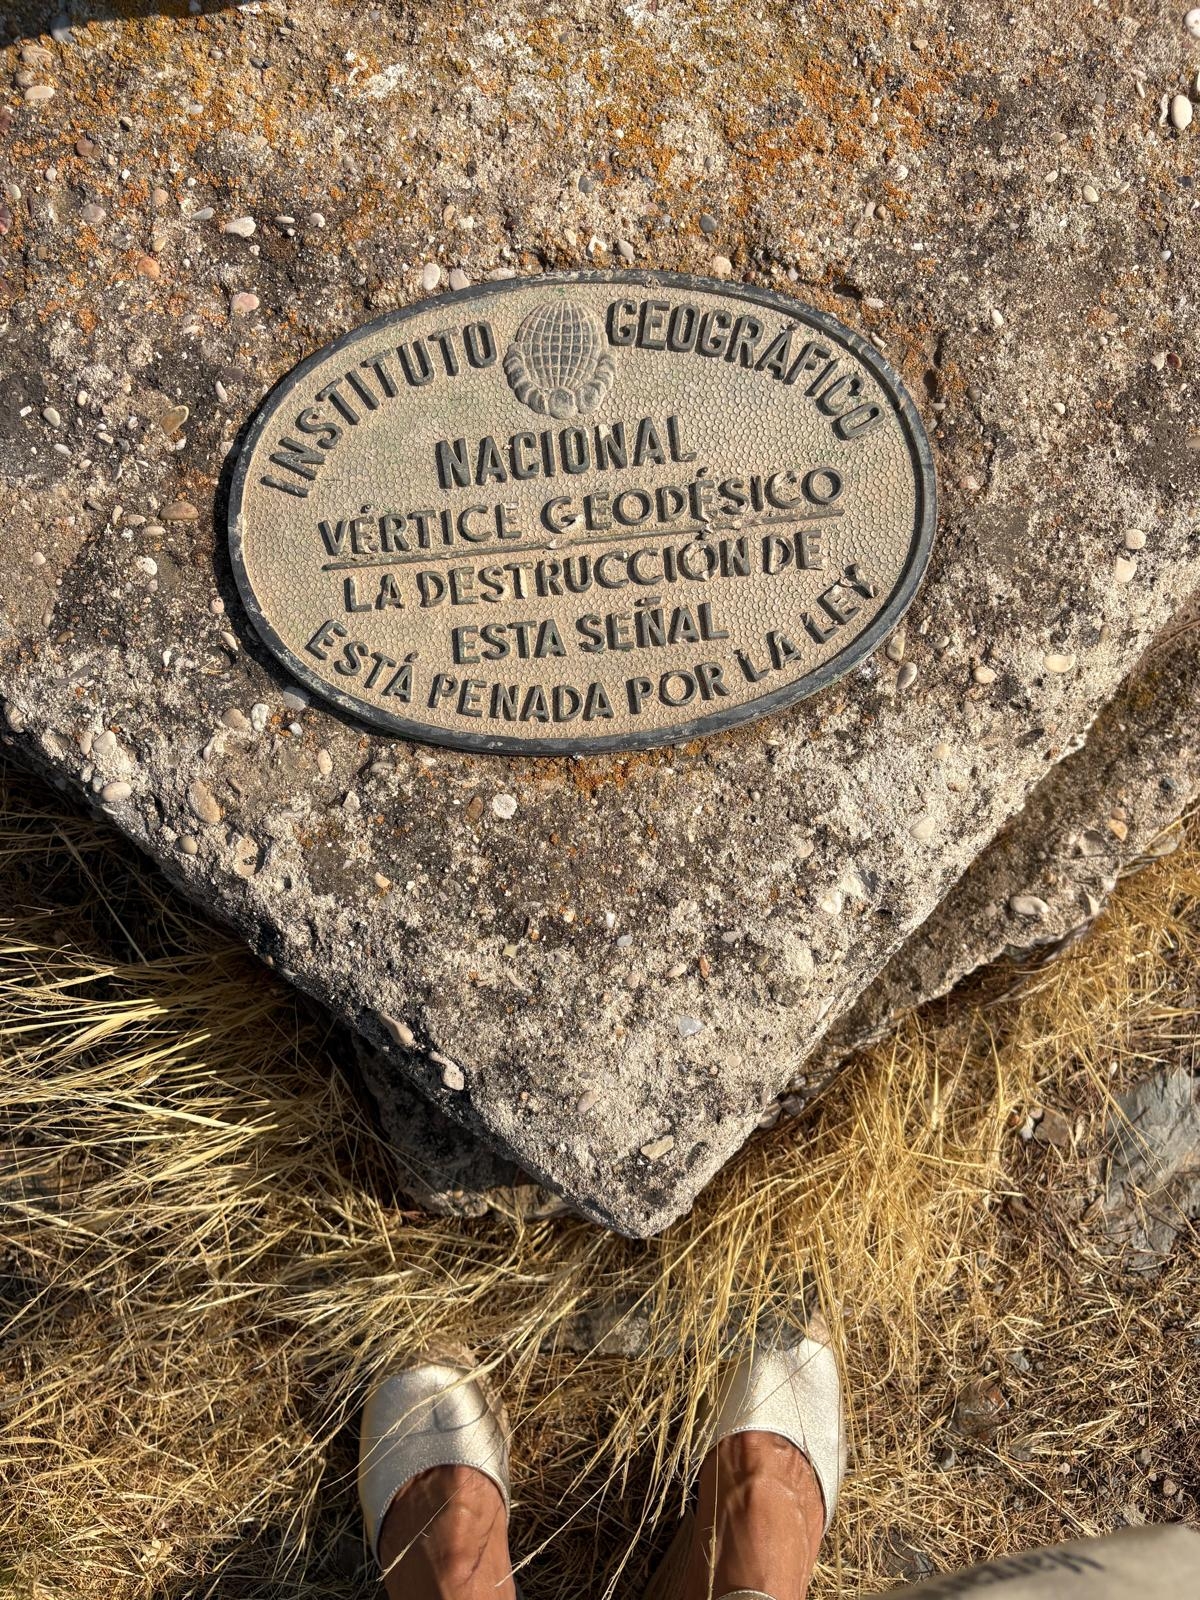 INSTITUTO GEOGRÁFICO
NACIONAL
VÉRTICE GEODÉSICO
LA DESTRUCCIÓN DE
ESTA SEÑAL
ESTÁ PENADA POR LA LEY